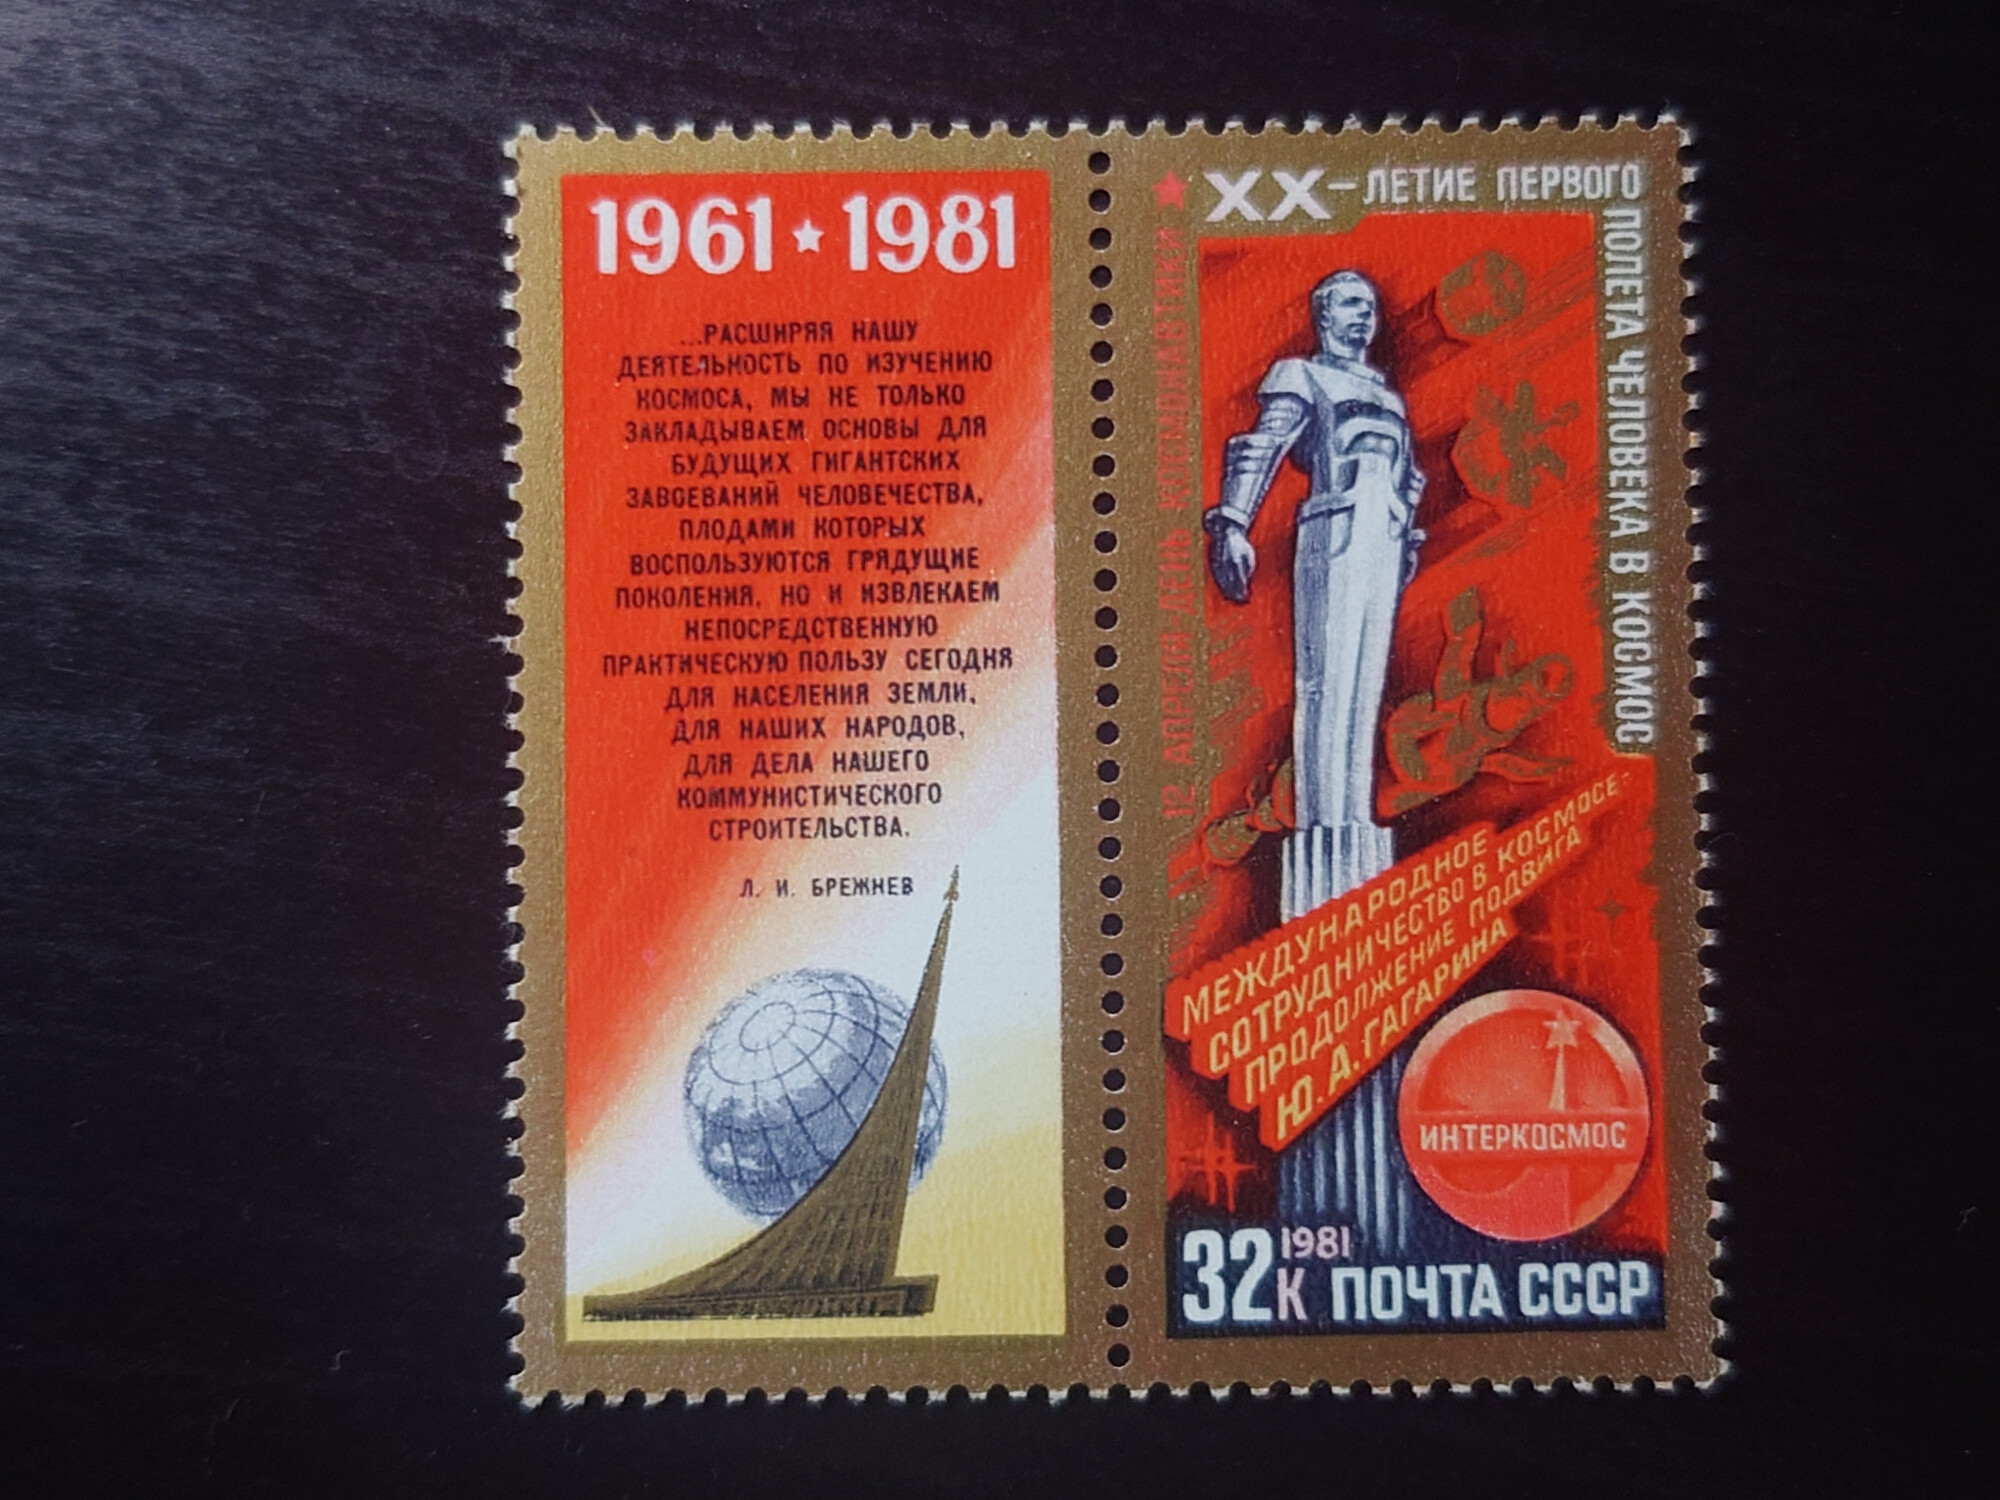 1961 ★ 1981
...РАСШИРЯЯ НАШУ
ДЕЯТЕЛЬНОСТЬ ПО ИЗУЧЕНИЮ
КОСМОСА, МЫ НЕ ТОЛЬКО
ЗАКЛАДЫВАЕМ ОСНОВЫ ДЛЯ
БУДУЩИХ ГИГАНТСКИХ
ЗАВОЕВАНИЙ ЧЕЛОВЕЧЕСТВА,
ПЛОДАМИ КОТОРЫХ
ВОСПОЛЬЗУЮТСЯ ГРЯДУЩИЕ
ПОКОЛЕНИЯ, НО И ИЗВЛЕКАЕМ
НЕПОСРЕДСТВЕННУЮ
ПРАКТИЧЕСКУЮ ПОЛЬЗУ СЕГОДНЯ
ДЛЯ НАСЕЛЕНИЯ ЗЕМЛИ,
ДЛЯ НАШИХ НАРОДОВ,
ДЛЯ ДЕЛА НАШЕГО
КОММУНИСТИЧЕСКОГО
СТРОИТЕЛЬСТВА.
Л. И. БРЕЖНЕВ
12 АПРЕЛЯ-ДЕНЬ КОСМОНАВТИКИ ★
XX-ЛЕТИЕ ПЕРВОГО
ПОЛЕТА ЧЕЛОВЕКА В КОСМОС
МЕЖДУНАРОДНОЕ
СОТРУДНИЧЕСТВО В КОСМОСЕ-
ПРОДОЛЖЕНИЕ ПОДВИГА
Ю. А. ГАГАРИНА
ИНТЕРКОСМОС
32 К 1981
ПОЧТА СССР